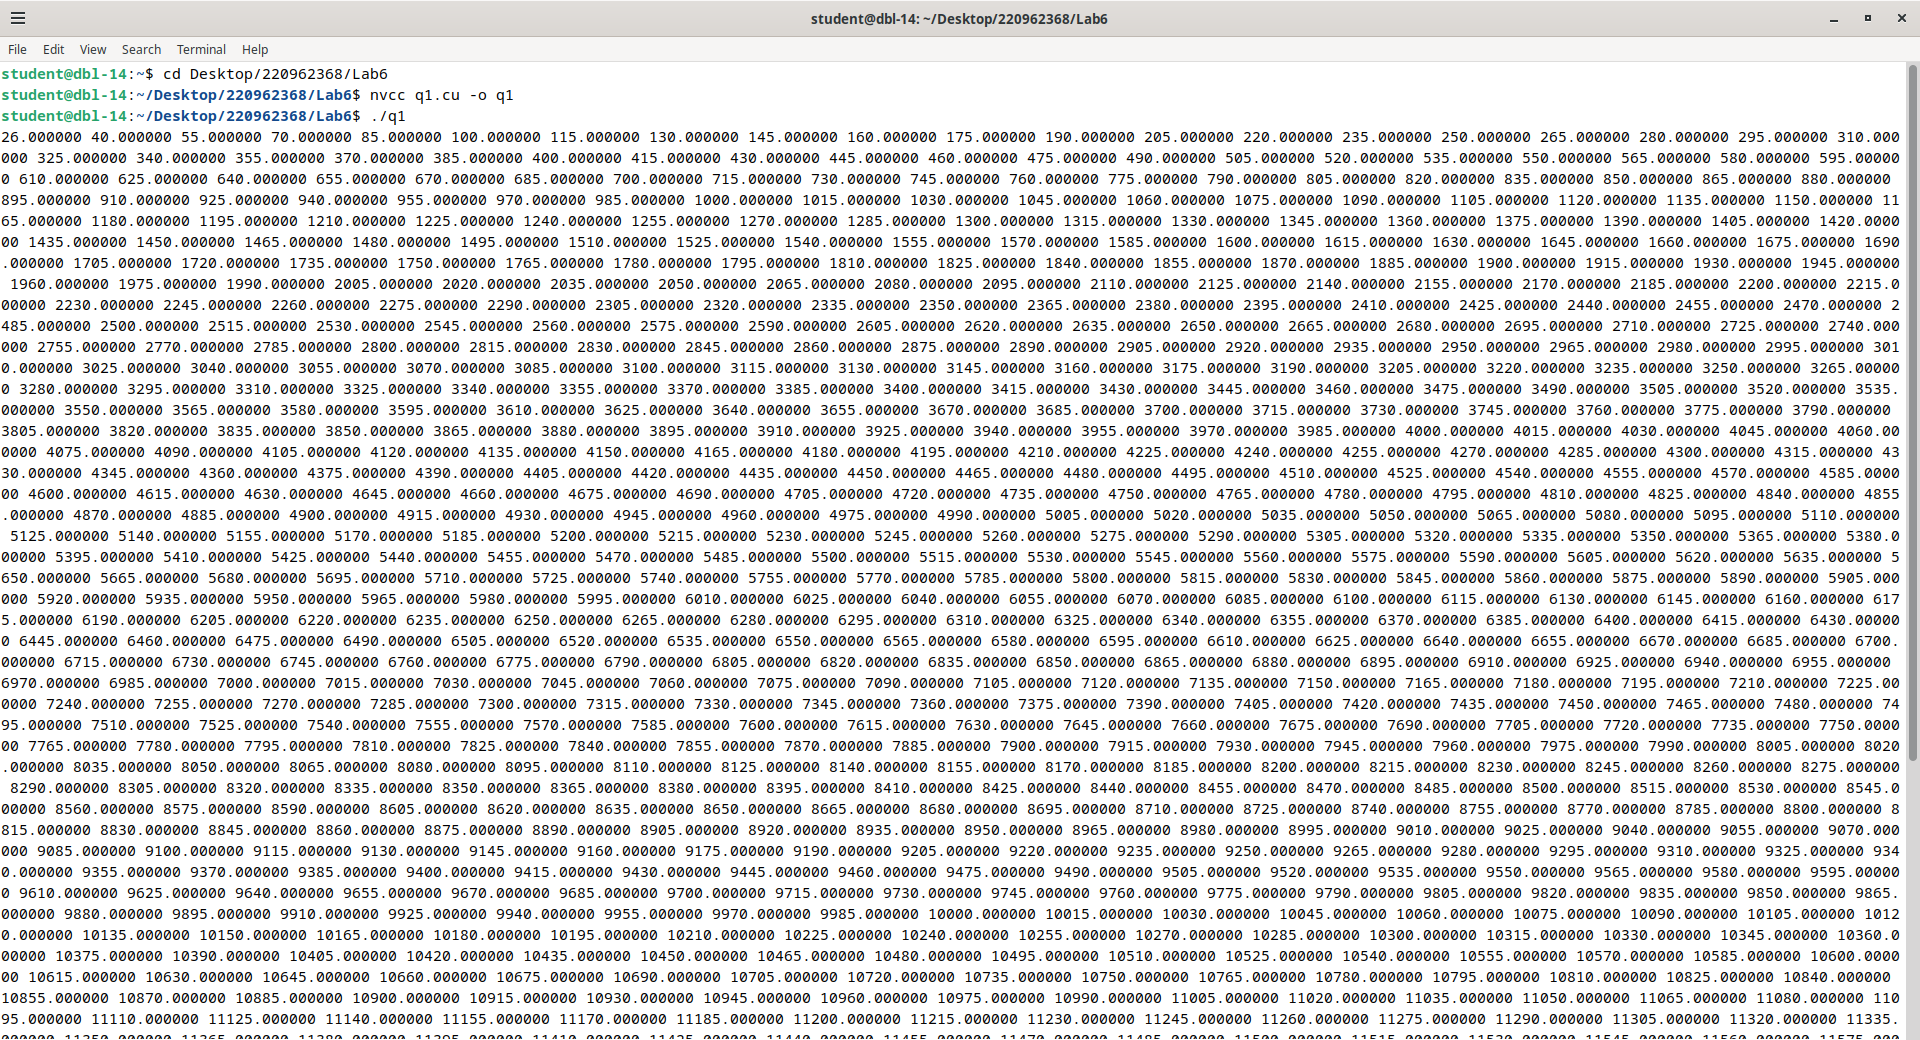 student@dbl-14: ~/Desktop/220962368/Lab6
File Edit View Search Terminal Help
student@dbl-14:~$ cd Desktop/220962368/Lab6
student@dbl-14:~/Desktop/220962368/Lab6$ nvcc q1.cu -o q1
student@dbl-14:~/Desktop/220962368/Lab6$ ./q1
26.000000 40.000000 55.000000 70.000000 85.000000 100.000000 115.000000 130.000000 145.000000 160.000000 175.000000 190.000000 205.000000 220.000000 235.000000 250.000000 265.000000 280.000000 295.000000 310.000
000 325.000000 340.000000 355.000000 370.000000 385.000000 400.000000 415.000000 430.000000 445.000000 460.000000 475.000000 490.000000 505.000000 520.000000 535.000000 550.000000 565.000000 580.000000 595.00000
0 610.000000 625.000000 640.000000 655.000000 670.000000 685.000000 700.000000 715.000000 730.000000 745.000000 760.000000 775.000000 790.000000 805.000000 820.000000 835.000000 850.000000 865.000000 880.000000
895.000000 910.000000 925.000000 940.000000 955.000000 970.000000 985.000000 1000.000000 1015.000000 1030.000000 1045.000000 1060.000000 1075.000000 1090.000000 1105.000000 1120.000000 1135.000000 1150.000000 11
65.000000 1180.000000 1195.000000 1210.000000 1225.000000 1240.000000 1255.000000 1270.000000 1285.000000 1300.000000 1315.000000 1330.000000 1345.000000 1360.000000 1375.000000 1390.000000 1405.000000 1420.0000
00 1435.000000 1450.000000 1465.000000 1480.000000 1495.000000 1510.000000 1525.000000 1540.000000 1555.000000 1570.000000 1585.000000 1600.000000 1615.000000 1630.000000 1645.000000 1660.000000 1675.000000 1690
.000000 1705.000000 1720.000000 1735.000000 1750.000000 1765.000000 1780.000000 1795.000000 1810.000000 1825.000000 1840.000000 1855.000000 1870.000000 1885.000000 1900.000000 1915.000000 1930.000000 1945.000000
1960.000000 1975.000000 1990.000000 2005.000000 2020.000000 2035.000000 2050.000000 2065.000000 2080.000000 2095.000000 2110.000000 2125.000000 2140.000000 2155.000000 2170.000000 2185.000000 2200.000000 2215.0
00000 2230.000000 2245.000000 2260.000000 2275.000000 2290.000000 2305.000000 2320.000000 2335.000000 2350.000000 2365.000000 2380.000000 2395.000000 2410.000000 2425.000000 2440.000000 2455.000000 2470.000000 2
485.000000 2500.000000 2515.000000 2530.000000 2545.000000 2560.000000 2575.000000 2590.000000 2605.000000 2620.000000 2635.000000 2650.000000 2665.000000 2680.000000 2695.000000 2710.000000 2725.000000 2740.000
000 2755.000000 2770.000000 2785.000000 2800.000000 2815.000000 2830.000000 2845.000000 2860.000000 2875.000000 2890.000000 2905.000000 2920.000000 2935.000000 2950.000000 2965.000000 2980.000000 2995.000000 301
0.000000 3025.000000 3040.000000 3055.000000 3070.000000 3085.000000 3100.000000 3115.000000 3130.000000 3145.000000 3160.000000 3175.000000 3190.000000 3205.000000 3220.000000 3235.000000 3250.000000 3265.00000
0 3280.000000 3295.000000 3310.000000 3325.000000 3340.000000 3355.000000 3370.000000 3385.000000 3400.000000 3415.000000 3430.000000 3445.000000 3460.000000 3475.000000 3490.000000 3505.000000 3520.000000 3535.
000000 3550.000000 3565.000000 3580.000000 3595.000000 3610.000000 3625.000000 3640.000000 3655.000000 3670.000000 3685.000000 3700.000000 3715.000000 3730.000000 3745.000000 3760.000000 3775.000000 3790.000000
3805.000000 3820.000000 3835.000000 3850.000000 3865.000000 3880.000000 3895.000000 3910.000000 3925.000000 3940.000000 3955.000000 3970.000000 3985.000000 4000.000000 4015.000000 4030.000000 4045.000000 4060.00
0000 4075.000000 4090.000000 4105.000000 4120.000000 4135.000000 4150.000000 4165.000000 4180.000000 4195.000000 4210.000000 4225.000000 4240.000000 4255.000000 4270.000000 4285.000000 4300.000000 4315.000000 43
30.000000 4345.000000 4360.000000 4375.000000 4390.000000 4405.000000 4420.000000 4435.000000 4450.000000 4465.000000 4480.000000 4495.000000 4510.000000 4525.000000 4540.000000 4555.000000 4570.000000 4585.0000
00 4600.000000 4615.000000 4630.000000 4645.000000 4660.000000 4675.000000 4690.000000 4705.000000 4720.000000 4735.000000 4750.000000 4765.000000 4780.000000 4795.000000 4810.000000 4825.000000 4840.000000 4855
.000000 4870.000000 4885.000000 4900.000000 4915.000000 4930.000000 4945.000000 4960.000000 4975.000000 4990.000000 5005.000000 5020.000000 5035.000000 5050.000000 5065.000000 5080.000000 5095.000000 5110.000000
5125.000000 5140.000000 5155.000000 5170.000000 5185.000000 5200.000000 5215.000000 5230.000000 5245.000000 5260.000000 5275.000000 5290.000000 5305.000000 5320.000000 5335.000000 5350.000000 5365.000000 5380.0
00000 5395.000000 5410.000000 5425.000000 5440.000000 5455.000000 5470.000000 5485.000000 5500.000000 5515.000000 5530.000000 5545.000000 5560.000000 5575.000000 5590.000000 5605.000000 5620.000000 5635.000000 5
650.000000 5665.000000 5680.000000 5695.000000 5710.000000 5725.000000 5740.000000 5755.000000 5770.000000 5785.000000 5800.000000 5815.000000 5830.000000 5845.000000 5860.000000 5875.000000 5890.000000 5905.000
000 5920.000000 5935.000000 5950.000000 5965.000000 5980.000000 5995.000000 6010.000000 6025.000000 6040.000000 6055.000000 6070.000000 6085.000000 6100.000000 6115.000000 6130.000000 6145.000000 6160.000000 617
5.000000 6190.000000 6205.000000 6220.000000 6235.000000 6250.000000 6265.000000 6280.000000 6295.000000 6310.000000 6325.000000 6340.000000 6355.000000 6370.000000 6385.000000 6400.000000 6415.000000 6430.00000
0 6445.000000 6460.000000 6475.000000 6490.000000 6505.000000 6520.000000 6535.000000 6550.000000 6565.000000 6580.000000 6595.000000 6610.000000 6625.000000 6640.000000 6655.000000 6670.000000 6685.000000 6700.
000000 6715.000000 6730.000000 6745.000000 6760.000000 6775.000000 6790.000000 6805.000000 6820.000000 6835.000000 6850.000000 6865.000000 6880.000000 6895.000000 6910.000000 6925.000000 6940.000000 6955.000000
6970.000000 6985.000000 7000.000000 7015.000000 7030.000000 7045.000000 7060.000000 7075.000000 7090.000000 7105.000000 7120.000000 7135.000000 7150.000000 7165.000000 7180.000000 7195.000000 7210.000000 7225.00
0000 7240.000000 7255.000000 7270.000000 7285.000000 7300.000000 7315.000000 7330.000000 7345.000000 7360.000000 7375.000000 7390.000000 7405.000000 7420.000000 7435.000000 7450.000000 7465.000000 7480.000000 74
95.000000 7510.000000 7525.000000 7540.000000 7555.000000 7570.000000 7585.000000 7600.000000 7615.000000 7630.000000 7645.000000 7660.000000 7675.000000 7690.000000 7705.000000 7720.000000 7735.000000 7750.0000
00 7765.000000 7780.000000 7795.000000 7810.000000 7825.000000 7840.000000 7855.000000 7870.000000 7885.000000 7900.000000 7915.000000 7930.000000 7945.000000 7960.000000 7975.000000 7990.000000 8005.000000 8020
.000000 8035.000000 8050.000000 8065.000000 8080.000000 8095.000000 8110.000000 8125.000000 8140.000000 8155.000000 8170.000000 8185.000000 8200.000000 8215.000000 8230.000000 8245.000000 8260.000000 8275.000000
8290.000000 8305.000000 8320.000000 8335.000000 8350.000000 8365.000000 8380.000000 8395.000000 8410.000000 8425.000000 8440.000000 8455.000000 8470.000000 8485.000000 8500.000000 8515.000000 8530.000000 8545.0
00000 8560.000000 8575.000000 8590.000000 8605.000000 8620.000000 8635.000000 8650.000000 8665.000000 8680.000000 8695.000000 8710.000000 8725.000000 8740.000000 8755.000000 8770.000000 8785.000000 8800.000000 8
815.000000 8830.000000 8845.000000 8860.000000 8875.000000 8890.000000 8905.000000 8920.000000 8935.000000 8950.000000 8965.000000 8980.000000 8995.000000 9010.000000 9025.000000 9040.000000 9055.000000 9070.000
000 9085.000000 9100.000000 9115.000000 9130.000000 9145.000000 9160.000000 9175.000000 9190.000000 9205.000000 9220.000000 9235.000000 9250.000000 9265.000000 9280.000000 9295.000000 9310.000000 9325.000000 934
0.000000 9355.000000 9370.000000 9385.000000 9400.000000 9415.000000 9430.000000 9445.000000 9460.000000 9475.000000 9490.000000 9505.000000 9520.000000 9535.000000 9550.000000 9565.000000 9580.000000 9595.00000
0 9610.000000 9625.000000 9640.000000 9655.000000 9670.000000 9685.000000 9700.000000 9715.000000 9730.000000 9745.000000 9760.000000 9775.000000 9790.000000 9805.000000 9820.000000 9835.000000 9850.000000 9865.
000000 9880.000000 9895.000000 9910.000000 9925.000000 9940.000000 9955.000000 9970.000000 9985.000000 10000.000000 10015.000000 10030.000000 10045.000000 10060.000000 10075.000000 10090.000000 10105.000000 1012
0.000000 10135.000000 10150.000000 10165.000000 10180.000000 10195.000000 10210.000000 10225.000000 10240.000000 10255.000000 10270.000000 10285.000000 10300.000000 10315.000000 10330.000000 10345.000000 10360.0
00000 10375.000000 10390.000000 10405.000000 10420.000000 10435.000000 10450.000000 10465.000000 10480.000000 10495.000000 10510.000000 10525.000000 10540.000000 10555.000000 10570.000000 10585.000000 10600.0000
00 10615.000000 10630.000000 10645.000000 10660.000000 10675.000000 10690.000000 10705.000000 10720.000000 10735.000000 10750.000000 10765.000000 10780.000000 10795.000000 10810.000000 10825.000000 10840.000000
10855.000000 10870.000000 10885.000000 10900.000000 10915.000000 10930.000000 10945.000000 10960.000000 10975.000000 10990.000000 11005.000000 11020.000000 11035.000000 11050.000000 11065.000000 11080.000000 110
95.000000 11110.000000 11125.000000 11140.000000 11155.000000 11170.000000 11185.000000 11200.000000 11215.000000 11230.000000 11245.000000 11260.000000 11275.000000 11290.000000 11305.000000 11320.000000 11335.